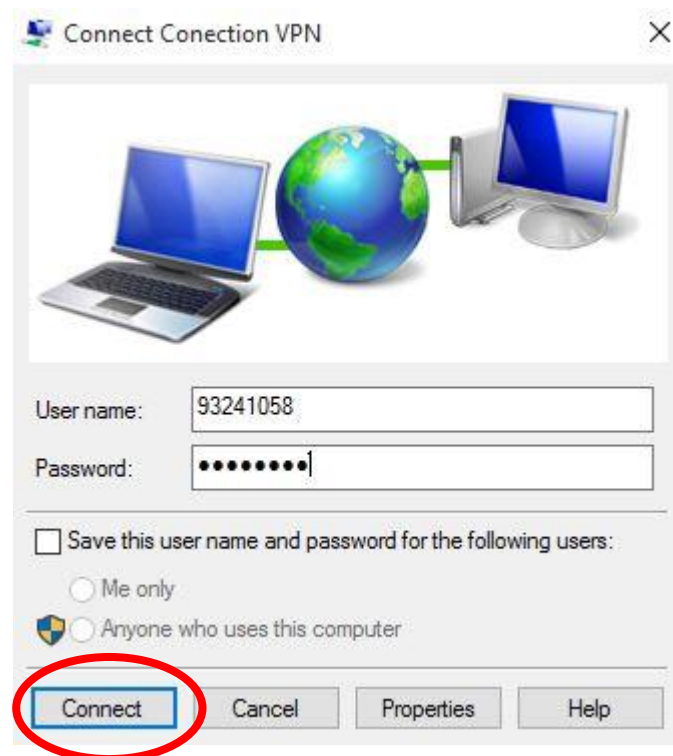 Connect Conection VPN
User name: 93241058
Password: ●●●●●●●●
Save this user name and password for the following users:
Me only
Anyone who uses this computer
Connect Cancel Properties Help